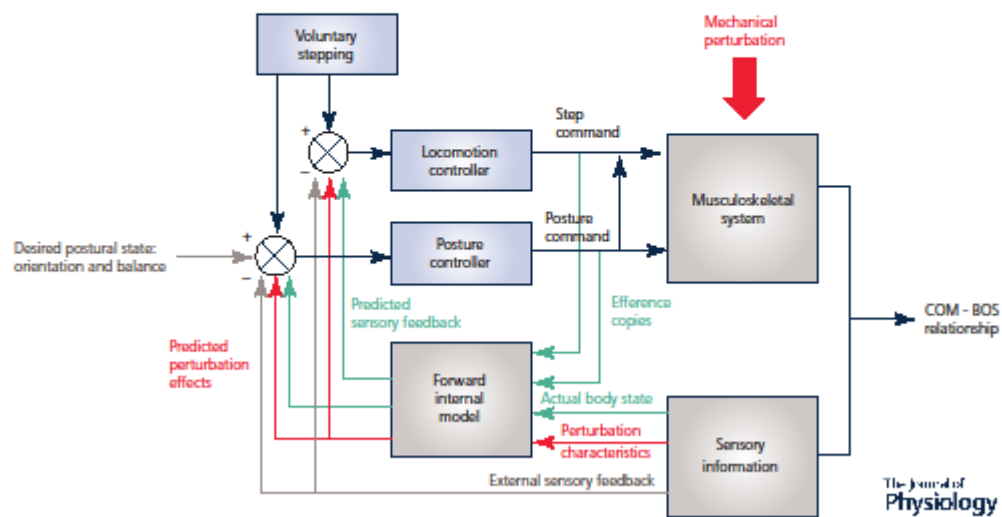 Voluntary
stepping
Mechanical
perturbation
+
−
Step
command
Locomotion
controller
Musculoskeletal
system
Desired postural state:
orientation and balance
+
−
Posture
controller
Posture
command
Predicted
sensory feedback
Efference
copies
COM - BOS
relationship
Predicted
perturbation
effects
Forward
internal
model
Actual body state
Perturbation
characteristics
Sensory
information
External sensory feedback
The Journal of
Physiology